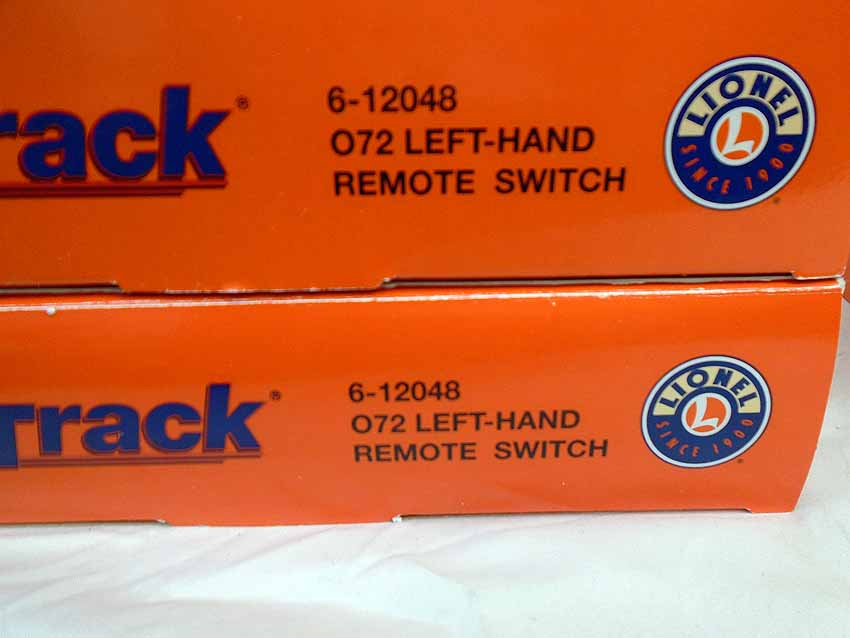 rack®
6-12048
O72 LEFT-HAND
REMOTE SWITCH
LIONEL
L
SINCE 1900
®
Track®
6-12048
O72 LEFT-HAND
REMOTE SWITCH
LIONEL
L
SINCE 1900
®